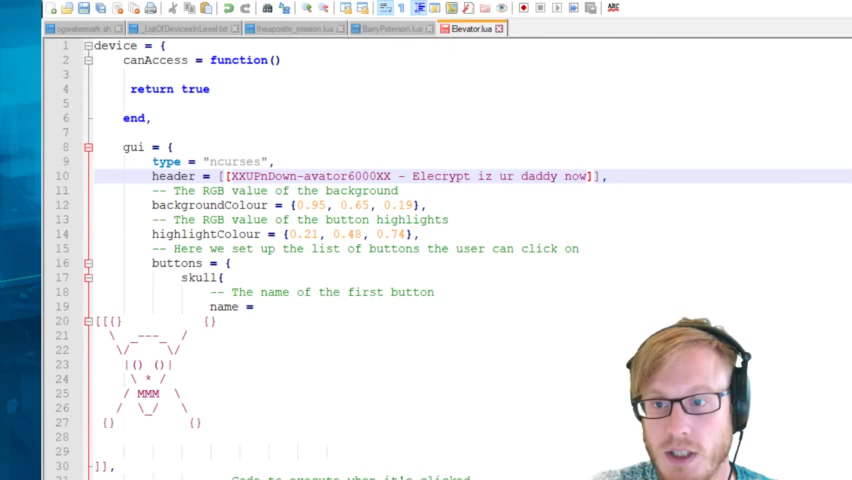 ogwatermark.sh
_ListOfDevicesInLevel.txt
theapostle_mission.lua
BarryPeterson.lua
Elevator.lua
1 device = {
2 canAccess = function()
3
4 return true
5
6 end,
7
8 gui = {
9 type = "ncurses",
10 header = [[XXUPnDown-avator6000XX - Elecrypt iz ur daddy now]],
11 -- The RGB value of the background
12 backgroundColour = {0.95, 0.65, 0.19},
13 -- The RGB value of the button highlights
14 highlightColour = {0.21, 0.48, 0.74},
15 -- Here we set up the list of buttons the user can click on
16 buttons = {
17 skull{
18 -- The name of the first button
19 name =
20 [[{} {}
21 \ _---_ /
22 \/ \/
23 |() ()|
24 \ * /
25 / MMM \
26 / \_/ \
27 {} {}
28
29
30 ]],
31 -- Code to execute when it's clicked